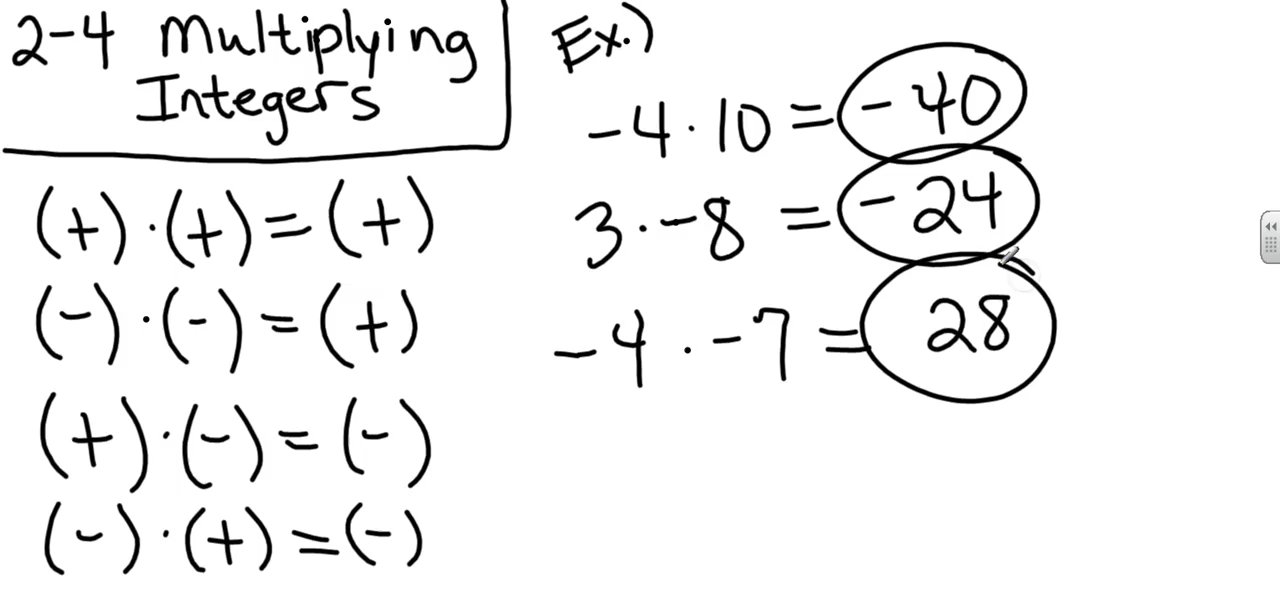 2-4 Multiplying
Integers
(+) · (+) = (+)
(-) · (-) = (+)
(+) · (-) = (-)
(-) · (+) = (-)
Ex.)
-4 · 10 = -40
3 · -8 = -24
-4 · -7 = 28